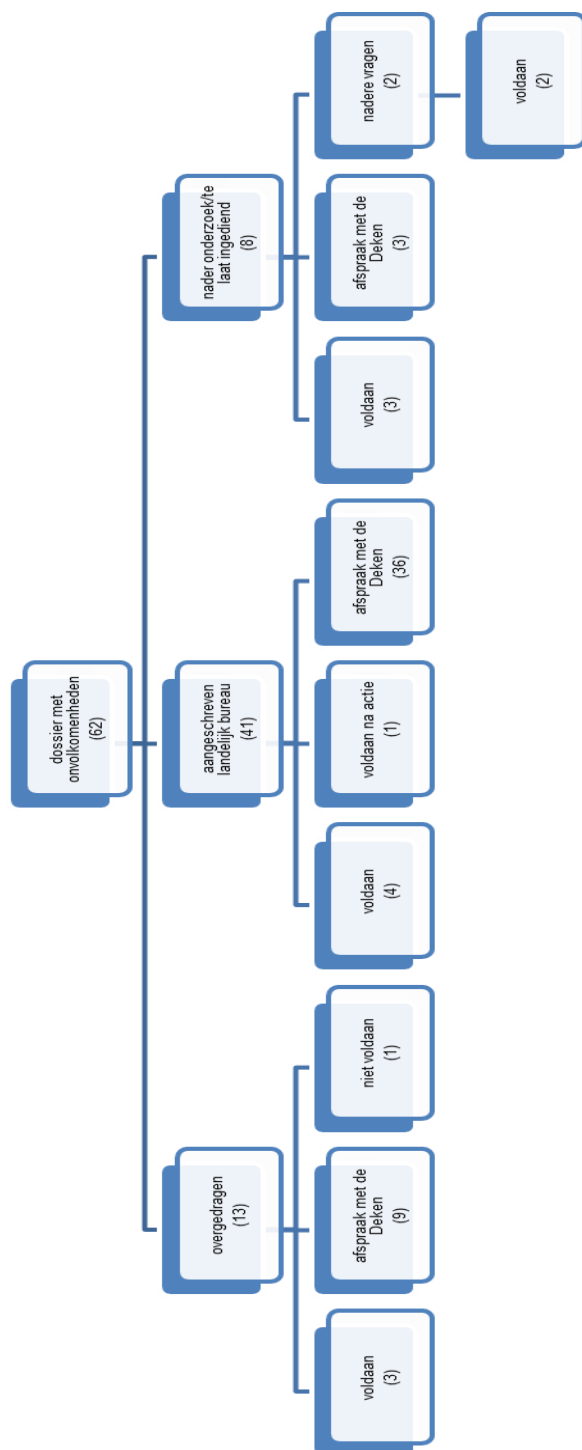 dossier met
onvolkomenheden
(62)
overgedragen
(13)
aangeschreven
landelijk bureau
(41)
nader onderzoek/te
laat ingediend
(8)
voldaan
(3)
afspraak met de
Deken
(9)
niet voldaan
(1)
voldaan
(4)
voldaan na actie
(1)
afspraak met de
Deken
(36)
voldaan
(3)
afspraak met de
Deken
(3)
nadere vragen
(2)
voldaan
(2)